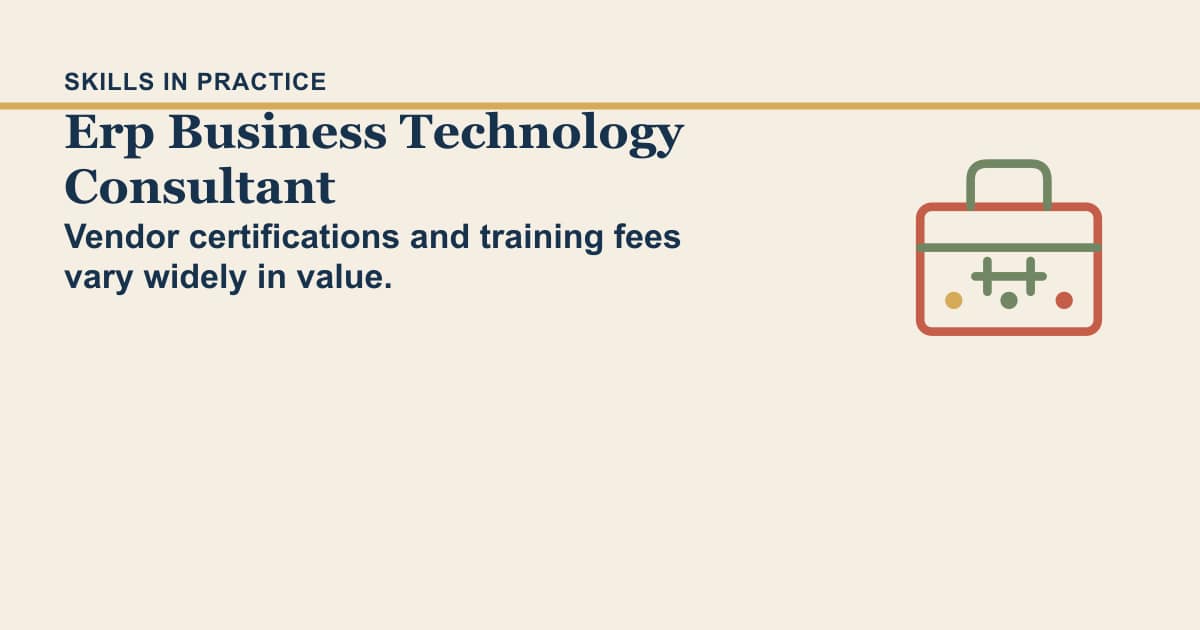 SKILLS IN PRACTICE
Erp Business Technology
Consultant
Vendor certifications and training fees
vary widely in value.